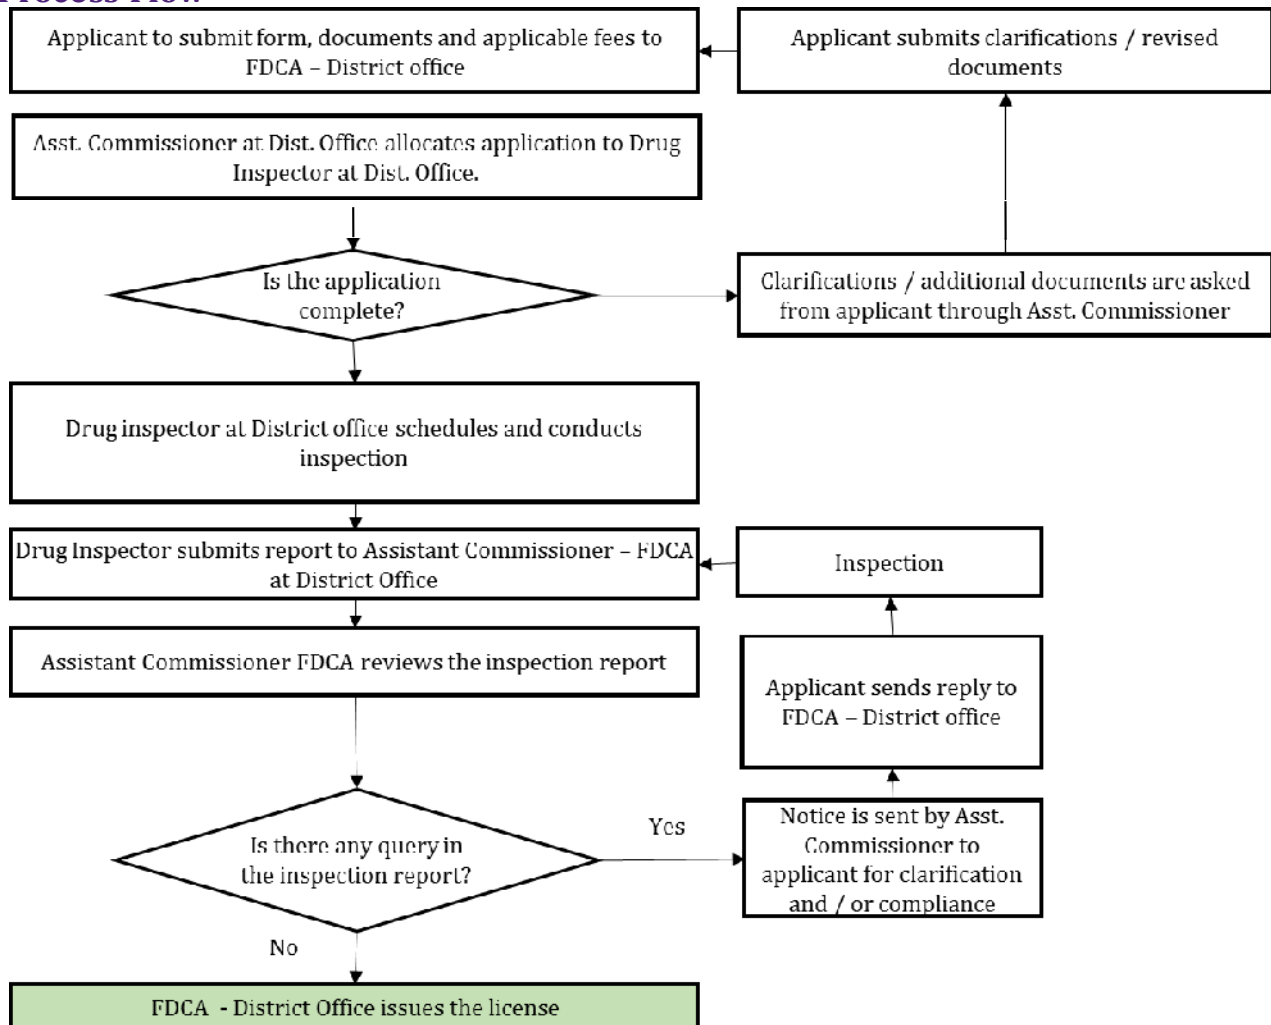 Process Flow
Applicant to submit form, documents and applicable fees to
FDCA – District office
Applicant submits clarifications / revised
documents
Asst. Commissioner at Dist. Office allocates application to Drug
Inspector at Dist. Office.
Is the application
complete?
Clarifications / additional documents are asked
from applicant through Asst. Commissioner
Drug inspector at District office schedules and conducts
inspection
Drug Inspector submits report to Assistant Commissioner – FDCA
at District Office
Inspection
Assistant Commissioner FDCA reviews the inspection report
Applicant sends reply to
FDCA – District office
Is there any query in
the inspection report?
Yes
Notice is sent by Asst.
Commissioner to
applicant for clarification
and / or compliance
No
FDCA - District Office issues the license